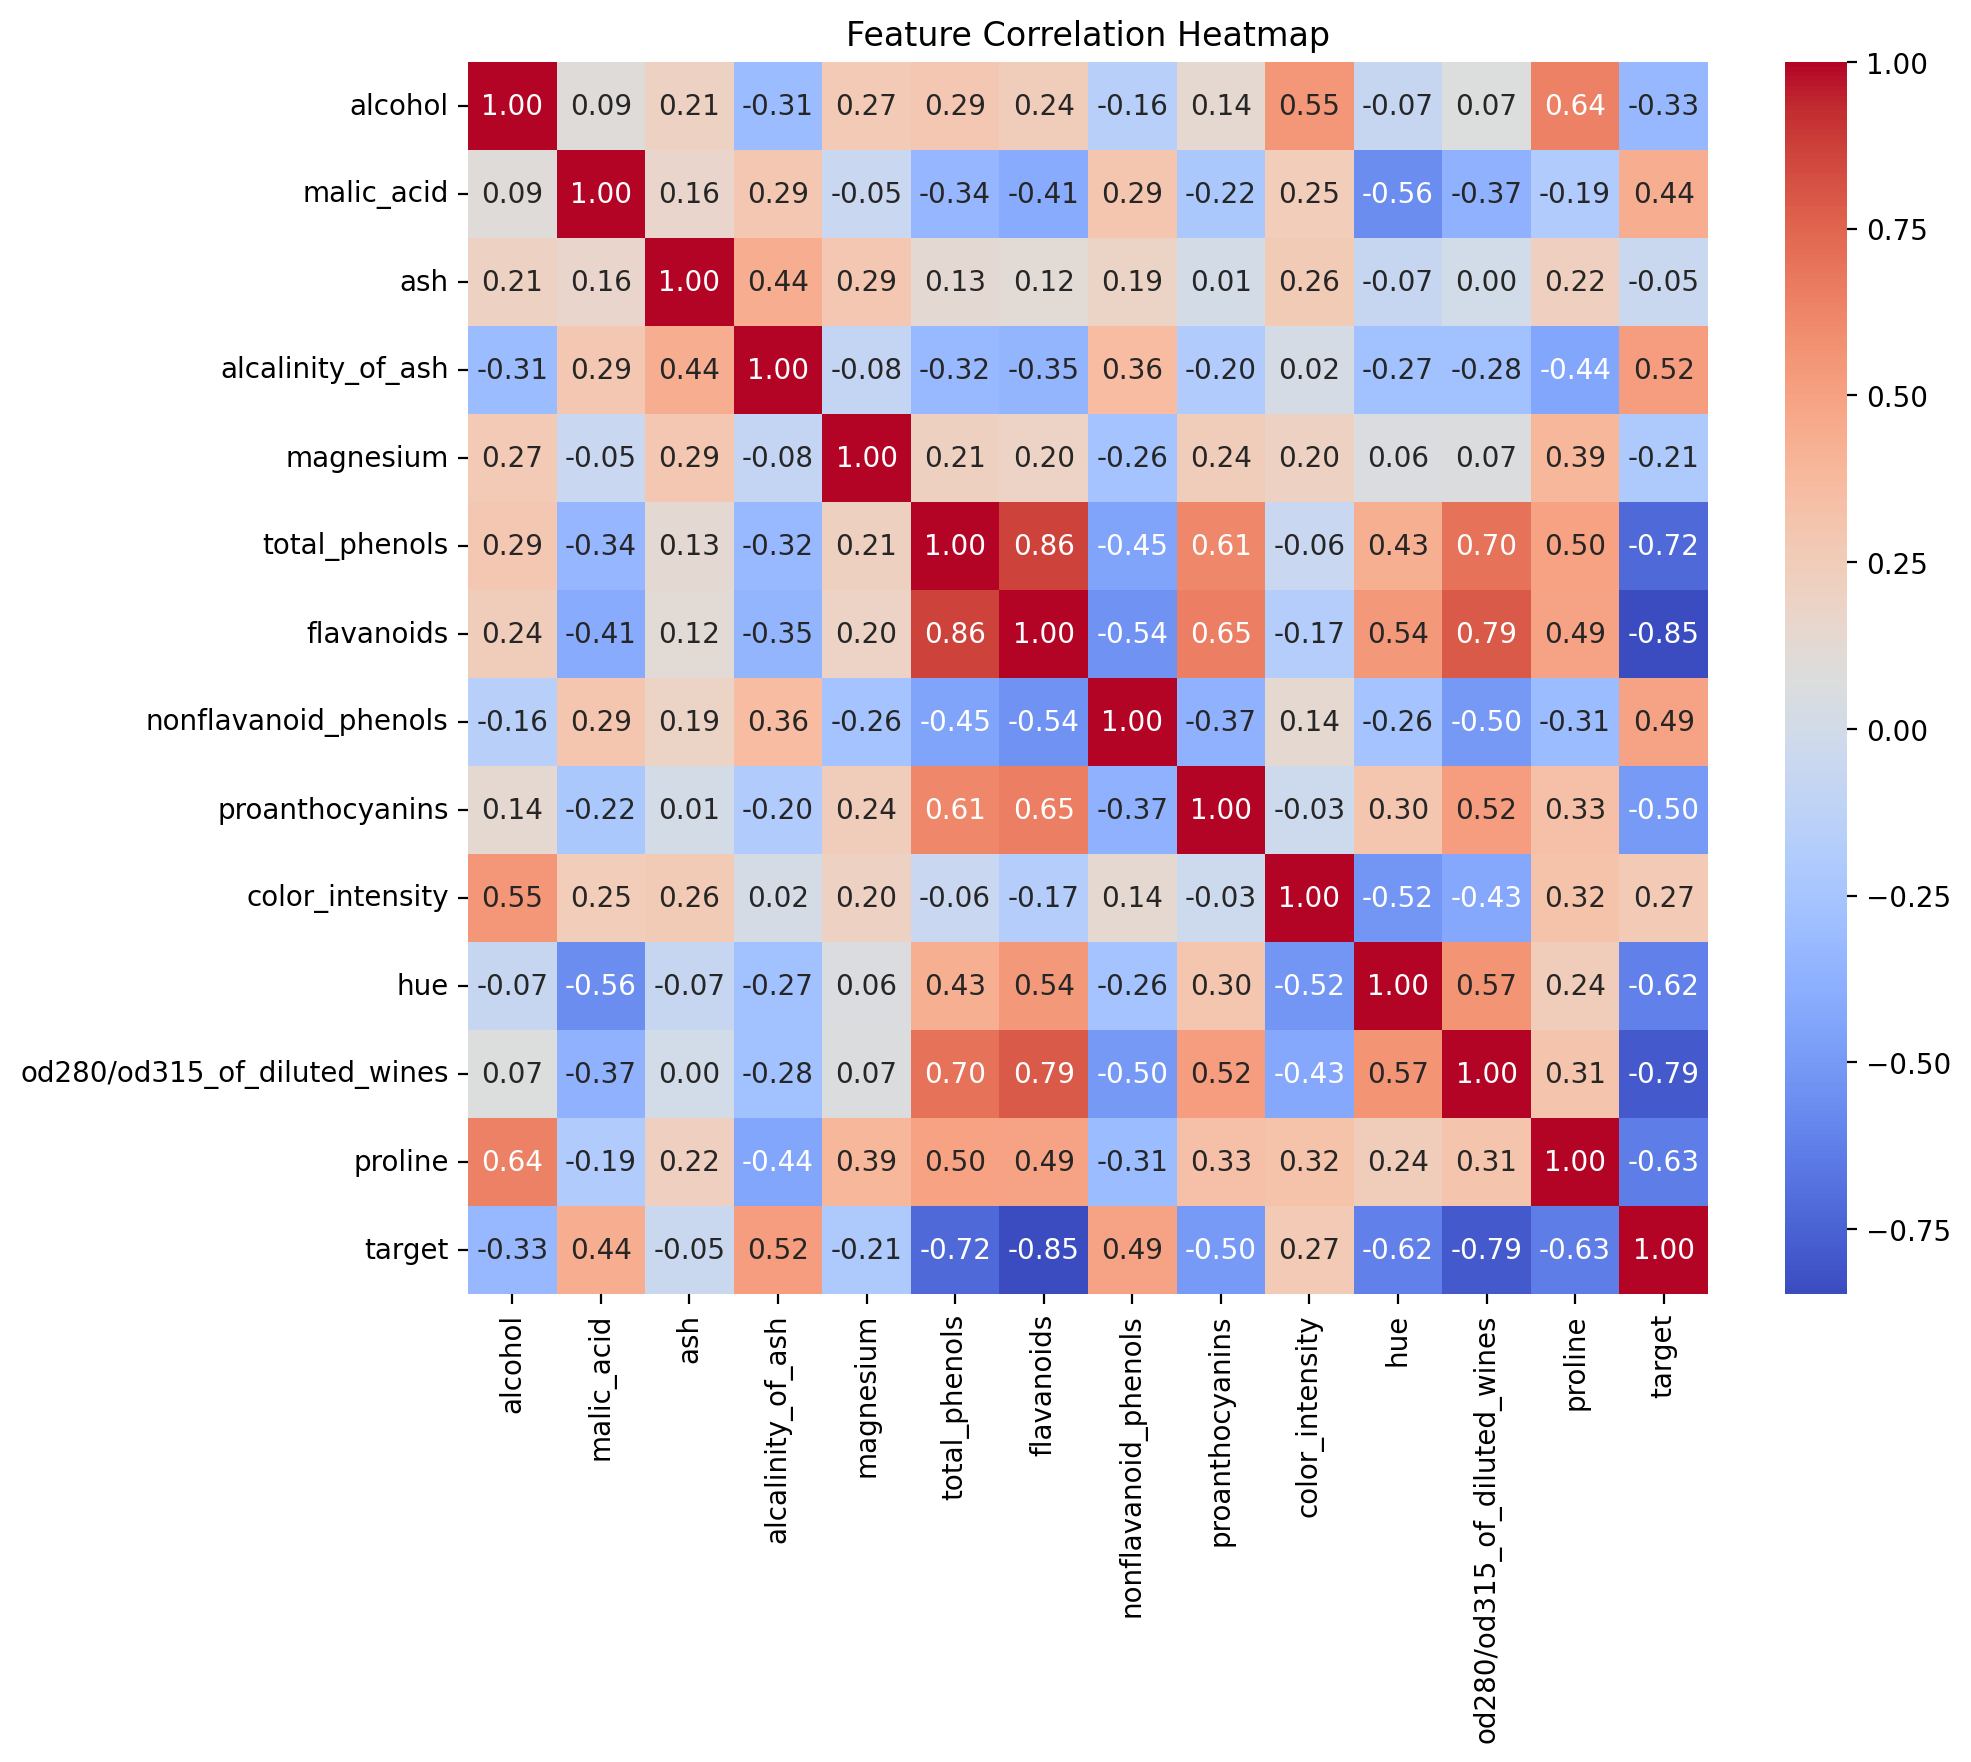 Feature Correlation Heatmap
alcohol 1.00 0.09 0.21 -0.31 0.27 0.29 0.24 -0.16 0.14 0.55 -0.07 0.07 0.64 -0.33
malic_acid 0.09 1.00 0.16 0.29 -0.05 -0.34 -0.41 0.29 -0.22 0.25 -0.56 -0.37 -0.19 0.44
ash 0.21 0.16 1.00 0.44 0.29 0.13 0.12 0.19 0.01 0.26 -0.07 0.00 0.22 -0.05
alcalinity_of_ash -0.31 0.29 0.44 1.00 -0.08 -0.32 -0.35 0.36 -0.20 0.02 -0.27 -0.28 -0.44 0.52
magnesium 0.27 -0.05 0.29 -0.08 1.00 0.21 0.20 -0.26 0.24 0.20 0.06 0.07 0.39 -0.21
total_phenols 0.29 -0.34 0.13 -0.32 0.21 1.00 0.86 -0.45 0.61 -0.06 0.43 0.70 0.50 -0.72
flavanoids 0.24 -0.41 0.12 -0.35 0.20 0.86 1.00 -0.54 0.65 -0.17 0.54 0.79 0.49 -0.85
nonflavanoid_phenols -0.16 0.29 0.19 0.36 -0.26 -0.45 -0.54 1.00 -0.37 0.14 -0.26 -0.50 -0.31 0.49
proanthocyanins 0.14 -0.22 0.01 -0.20 0.24 0.61 0.65 -0.37 1.00 -0.03 0.30 0.52 0.33 -0.50
color_intensity 0.55 0.25 0.26 0.02 0.20 -0.06 -0.17 0.14 -0.03 1.00 -0.52 -0.43 0.32 0.27
hue -0.07 -0.56 -0.07 -0.27 0.06 0.43 0.54 -0.26 0.30 -0.52 1.00 0.57 0.24 -0.62
od280/od315_of_diluted_wines 0.07 -0.37 0.00 -0.28 0.07 0.70 0.79 -0.50 0.52 -0.43 0.57 1.00 0.31 -0.79
proline 0.64 -0.19 0.22 -0.44 0.39 0.50 0.49 -0.31 0.33 0.32 0.24 0.31 1.00 -0.63
target -0.33 0.44 -0.05 0.52 -0.21 -0.72 -0.85 0.49 -0.50 0.27 -0.62 -0.79 -0.63 1.00
alcohol
malic_acid
ash
alcalinity_of_ash
magnesium
total_phenols
flavanoids
nonflavanoid_phenols
proanthocyanins
color_intensity
hue
od280/od315_of_diluted_wines
proline
target
1.00
0.75
0.50
0.25
0.00
−0.25
−0.50
−0.75